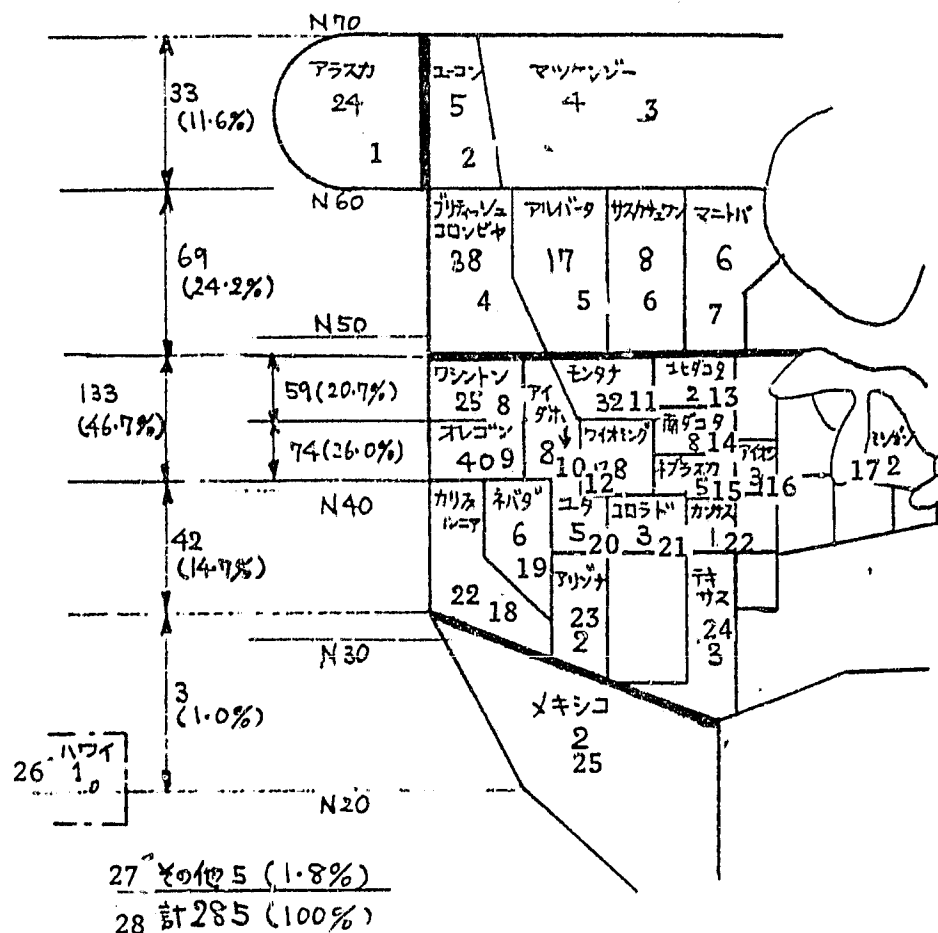 N70
アラスカ
24
1
ユーコン
5
2
マッケンジー
4 3
33
(11.6%)
N60
ブリティッシュ
コロンビヤ
38
4
アルバータ
17
5
サスカチェワン
8
6
マニトバ
6
7
69
(24.2%)
N50
ワシントン
25 8
アイ
ダホ
8
10
モンタナ
32 11
北ダコタ
2 13
133
(46.7%)
59 (20.7%)
オレゴン
40 9
ワイオミング
12 8
南ダコタ
8 14
アイオワ
3 16
ミシガン
17 2
74 (26.0%)
ネブラスカ
5 15
N40
カリフォ
ルニア
22 18
ネバダ
6
19
ユタ
5 20
コロラド
3 21
カンサス
1 22
42
(14.7%)
アリゾナ
23
2
テキ
サス
24
3
N30
3
(1.0%)
メキシコ
2
25
ハワイ
26 1
N20
27 その他 5 (1.8%)
28 計 285 (100%)